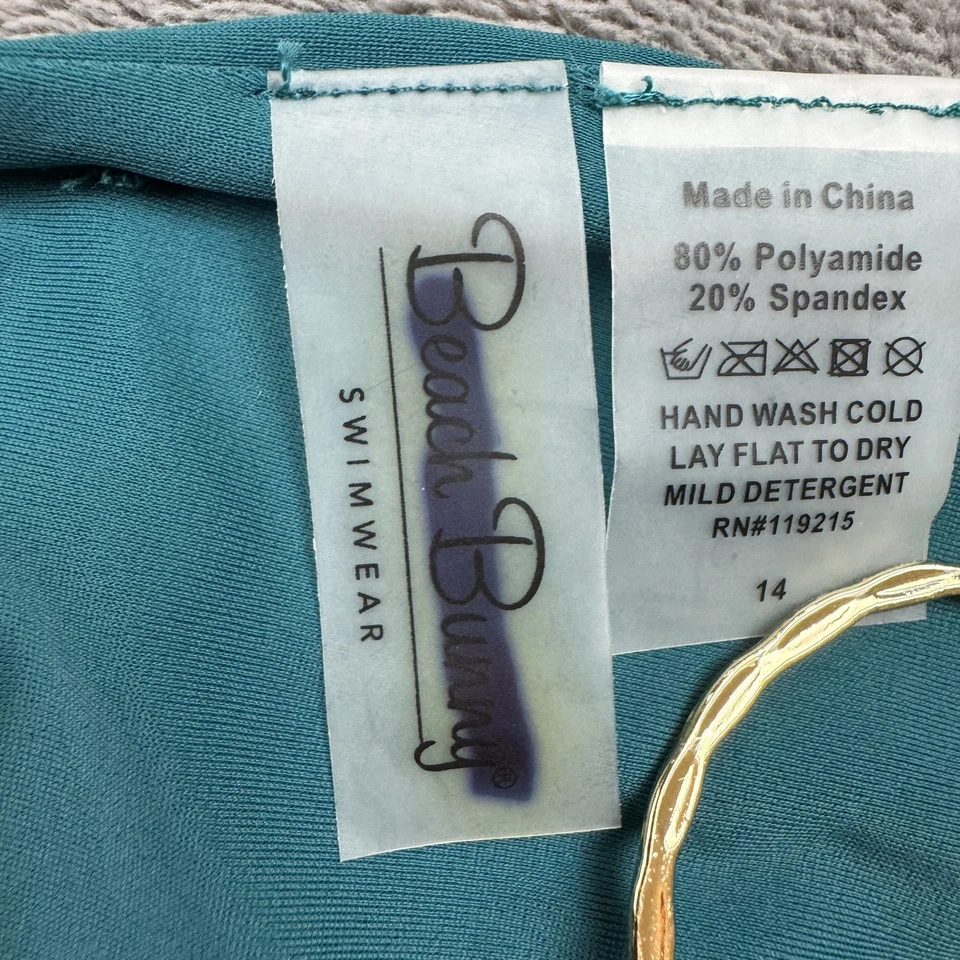 Beach Bunny®
SWIMWEAR
Made in China
80% Polyamide
20% Spandex
HAND WASH COLD
LAY FLAT TO DRY
MILD DETERGENT
RN#119215
14